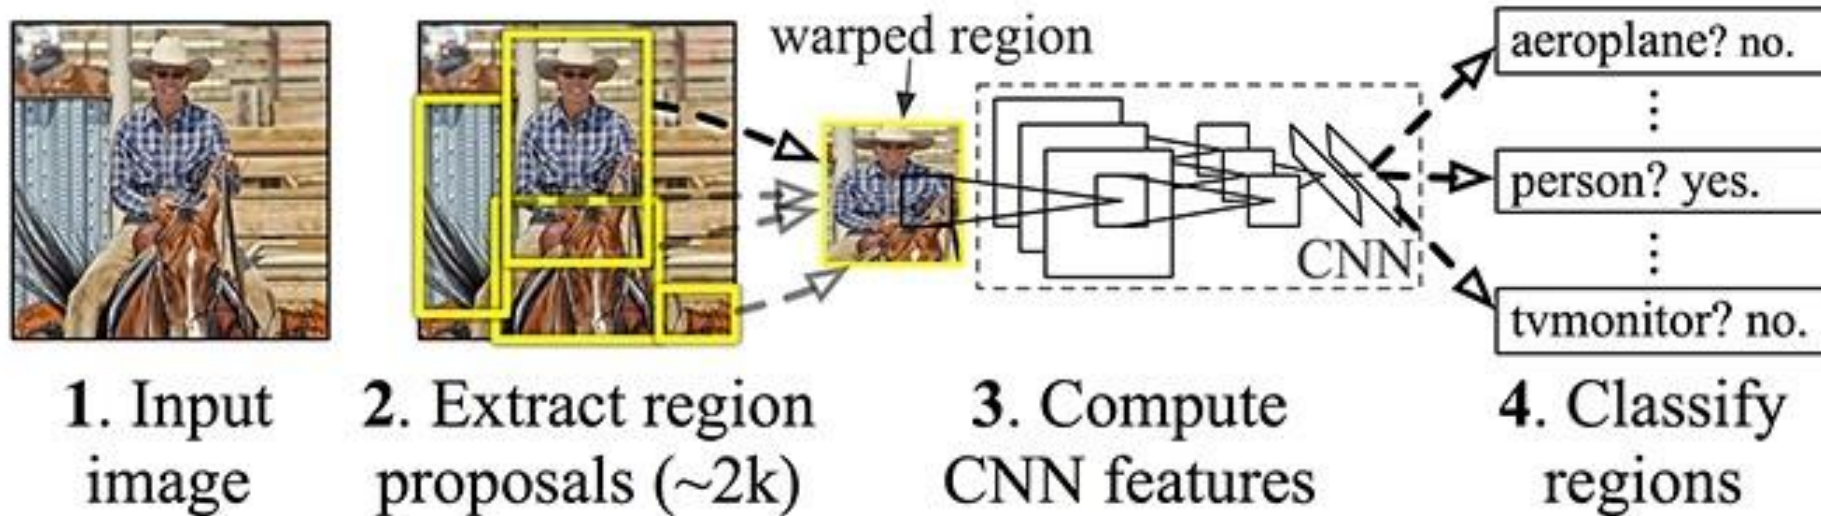 warped region
aeroplane? no.
person? yes.
CNN
tvmonitor? no.
1. Input
image
2. Extract region
proposals (~2k)
3. Compute
CNN features
4. Classify
regions